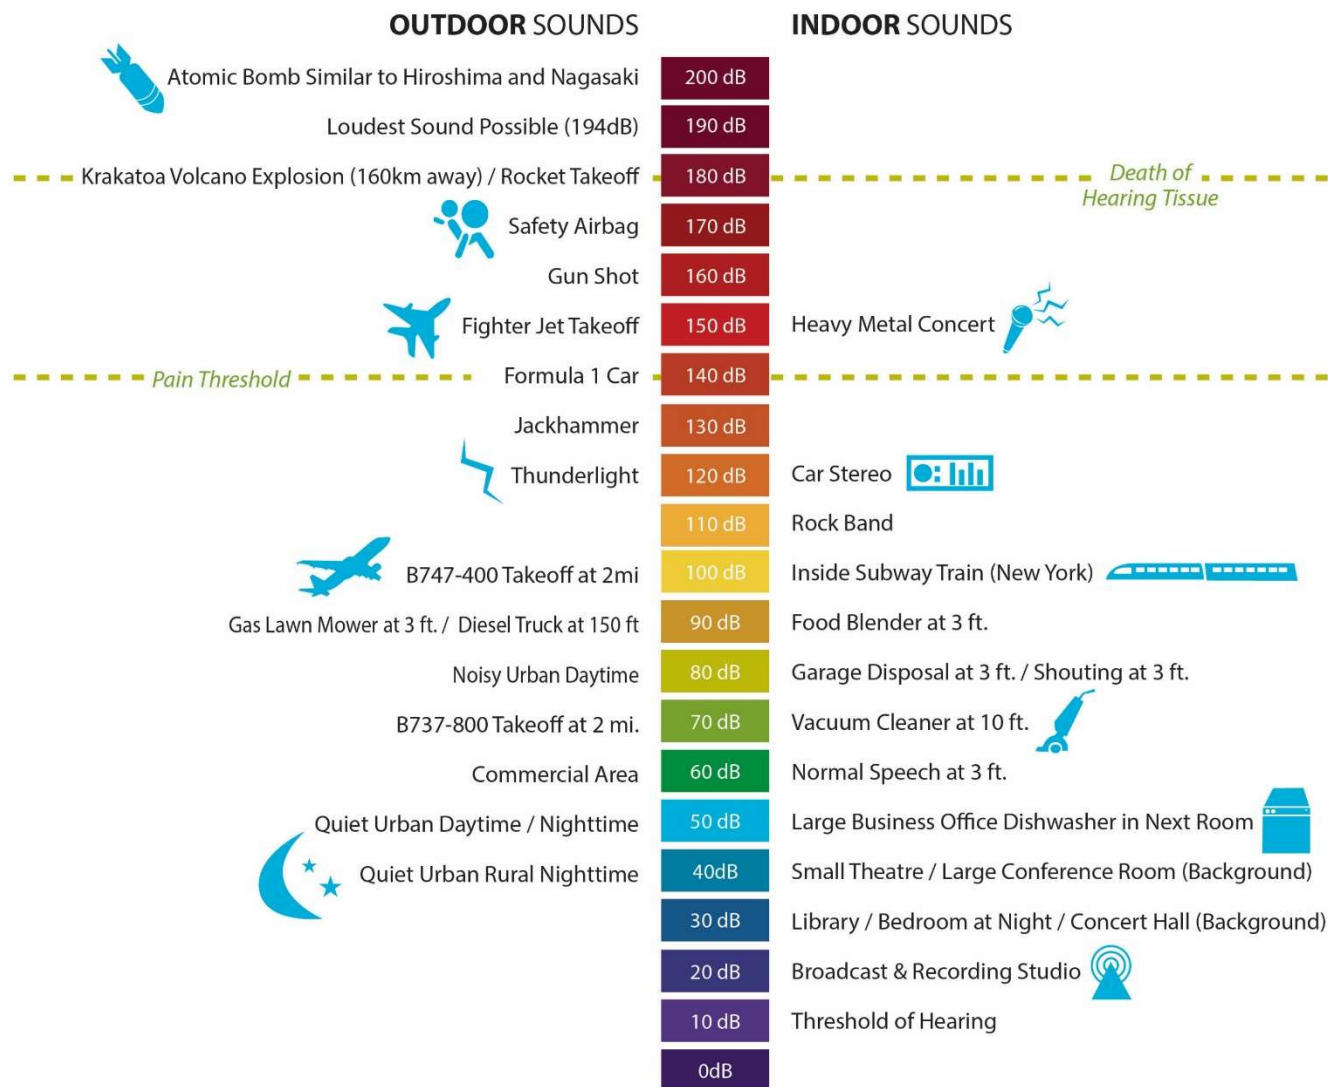 OUTDOOR SOUNDS
INDOOR SOUNDS
Atomic Bomb Similar to Hiroshima and Nagasaki
200 dB
Loudest Sound Possible (194dB)
190 dB
Krakatoa Volcano Explosion (160km away) / Rocket Takeoff
180 dB
Death of
Hearing Tissue
Safety Airbag
170 dB
Gun Shot
160 dB
Fighter Jet Takeoff
150 dB
Heavy Metal Concert
Pain Threshold
Formula 1 Car
140 dB
Jackhammer
130 dB
Thunderlight
120 dB
Car Stereo
110 dB
Rock Band
B747-400 Takeoff at 2mi
100 dB
Inside Subway Train (New York)
Gas Lawn Mower at 3 ft. / Diesel Truck at 150 ft
90 dB
Food Blender at 3 ft.
Noisy Urban Daytime
80 dB
Garage Disposal at 3 ft. / Shouting at 3 ft.
B737-800 Takeoff at 2 mi.
70 dB
Vacuum Cleaner at 10 ft.
Commercial Area
60 dB
Normal Speech at 3 ft.
Quiet Urban Daytime / Nighttime
50 dB
Large Business Office Dishwasher in Next Room
Quiet Urban Rural Nighttime
40dB
Small Theatre / Large Conference Room (Background)
30 dB
Library / Bedroom at Night / Concert Hall (Background)
20 dB
Broadcast & Recording Studio
10 dB
Threshold of Hearing
0dB